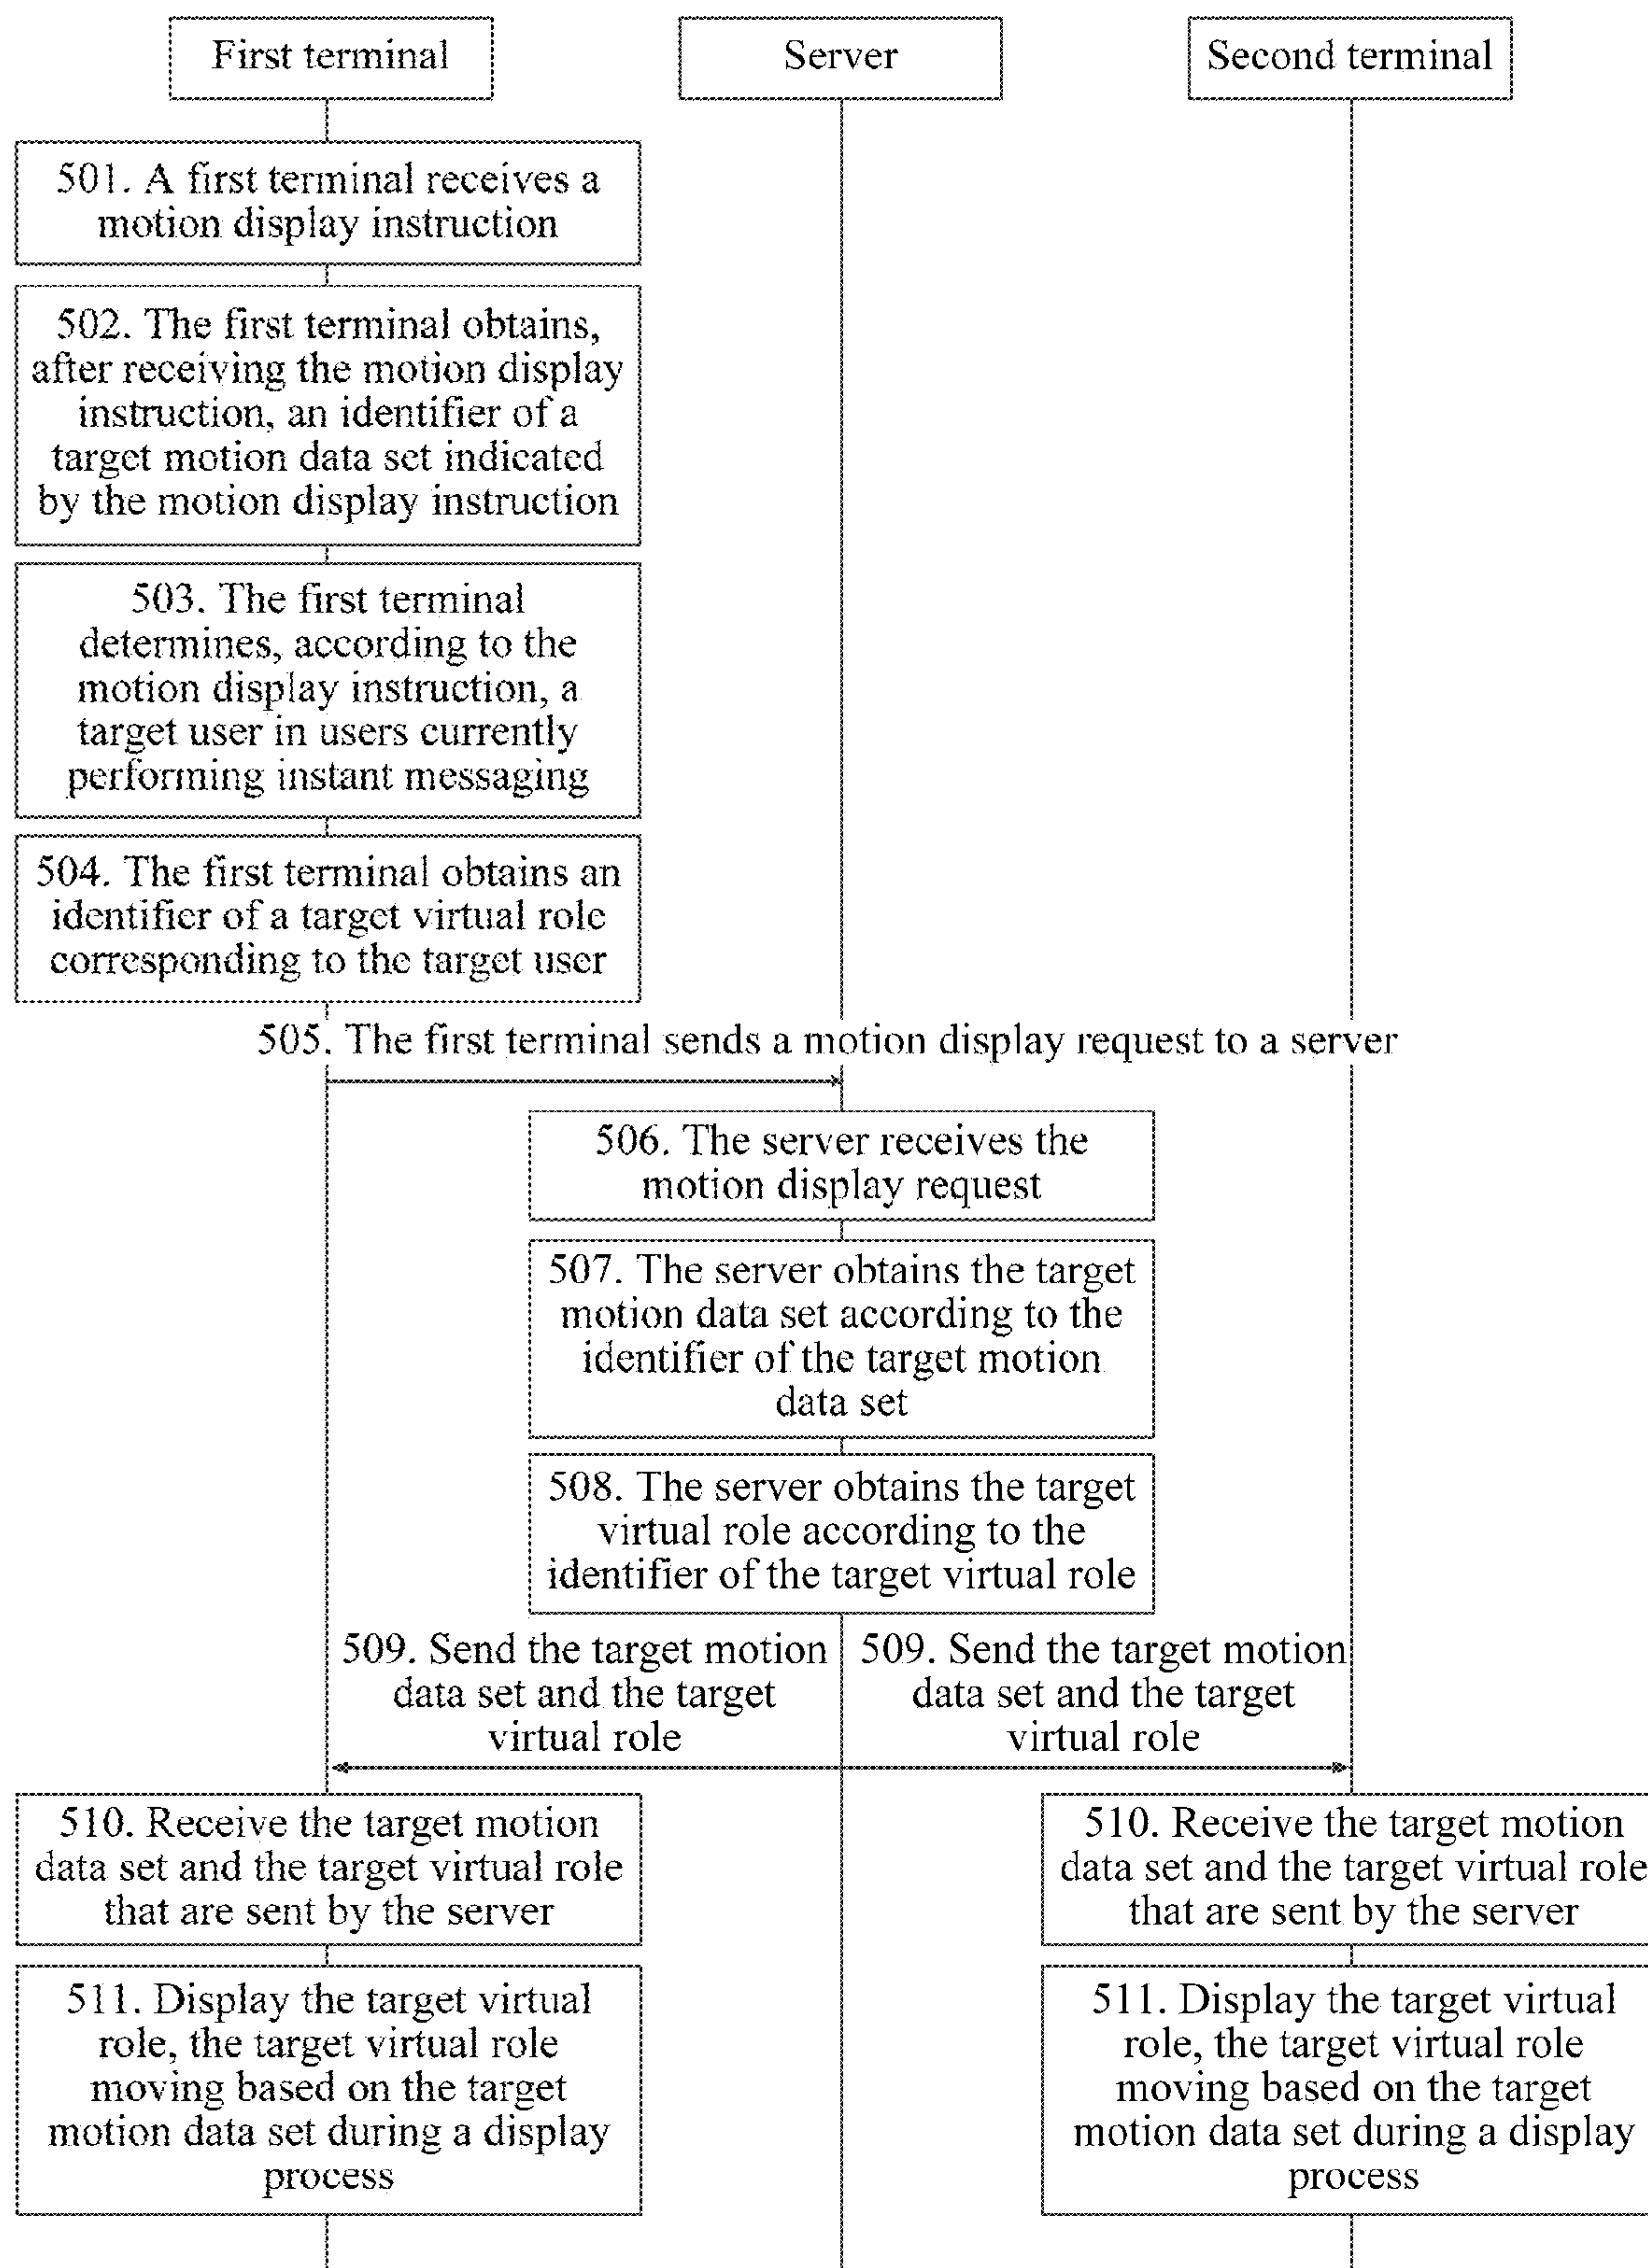 First terminal
Server
Second terminal
501. A first terminal receives a
motion display instruction
502. The first terminal obtains,
after receiving the motion display
instruction, an identifier of a
target motion data set indicated
by the motion display instruction
503. The first terminal
determines, according to the
motion display instruction, a
target user in users currently
performing instant messaging
504. The first terminal obtains an
identifier of a target virtual role
corresponding to the target user
505. The first terminal sends a motion display request to a server
506. The server receives the
motion display request
507. The server obtains the target
motion data set according to the
identifier of the target motion
data set
508. The server obtains the target
virtual role according to the
identifier of the target virtual role
509. Send the target motion
data set and the target
virtual role
509. Send the target motion
data set and the target
virtual role
510. Receive the target motion
data set and the target virtual role
that are sent by the server
510. Receive the target motion
data set and the target virtual role
that are sent by the server
511. Display the target virtual
role, the target virtual role
moving based on the target
motion data set during a display
process
511. Display the target virtual
role, the target virtual role
moving based on the target
motion data set during a display
process